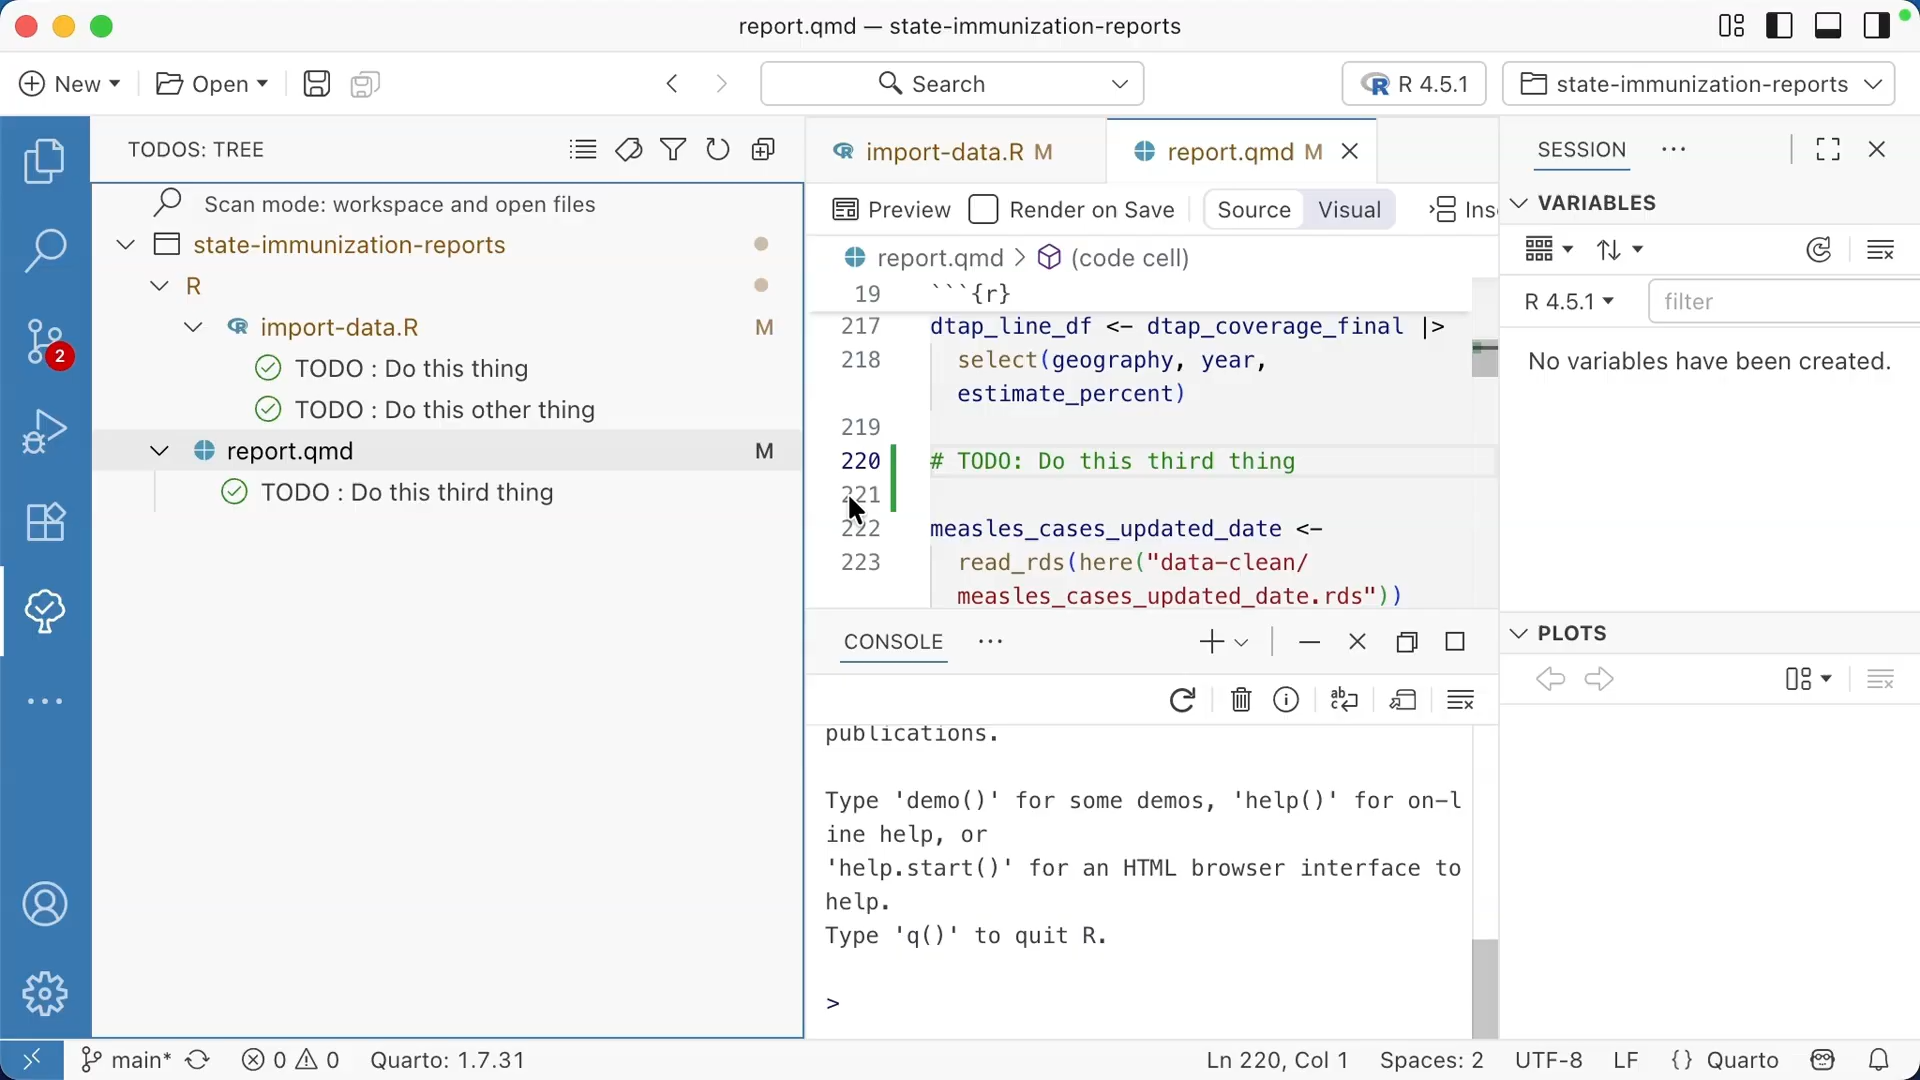 report.qmd — state-immunization-reports
New
Open
Search
R 4.5.1
state-immunization-reports
TODOS: TREE
Scan mode: workspace and open files
state-immunization-reports
R
import-data.R M
TODO : Do this thing
TODO : Do this other thing
report.qmd M
TODO : Do this third thing
2
import-data.R M
report.qmd M
Preview
Render on Save
Source
Visual
Ins
report.qmd > (code cell)
19 ```{r}
217 dtap_line_df <- dtap_coverage_final |>
218 select(geography, year,
estimate_percent)
219
220 # TODO: Do this third thing
221
222 measles_cases_updated_date <-
223 read_rds(here("data-clean/
measles_cases_updated_date.rds"))
CONSOLE
publications.
Type 'demo()' for some demos, 'help()' for on-l
ine help, or
'help.start()' for an HTML browser interface to
help.
Type 'q()' to quit R.
>
SESSION
VARIABLES
R 4.5.1
filter
No variables have been created.
PLOTS
main*
0
0
Quarto: 1.7.31
Ln 220, Col 1
Spaces: 2
UTF-8
LF
{} Quarto